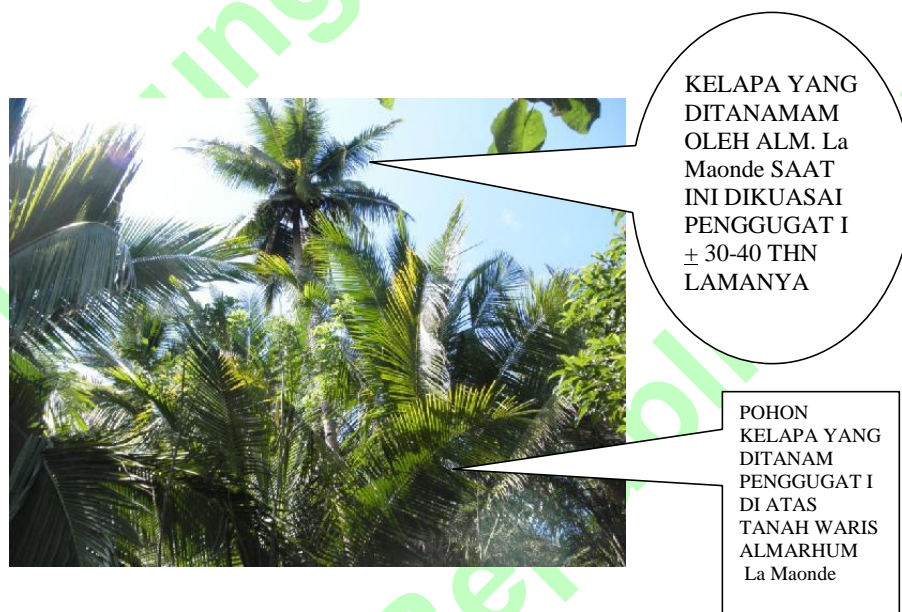 KELAPA YANG
DITANAMAM
OLEH ALM. La
Maonde SAAT
INI DIKUASAI
PENGGUGAT I
+ 30-40 THN
LAMANYA
POHON
KELAPA YANG
DITANAM
PENGGUGAT I
DI ATAS
TANAH WARIS
ALMARHUM
La Maonde